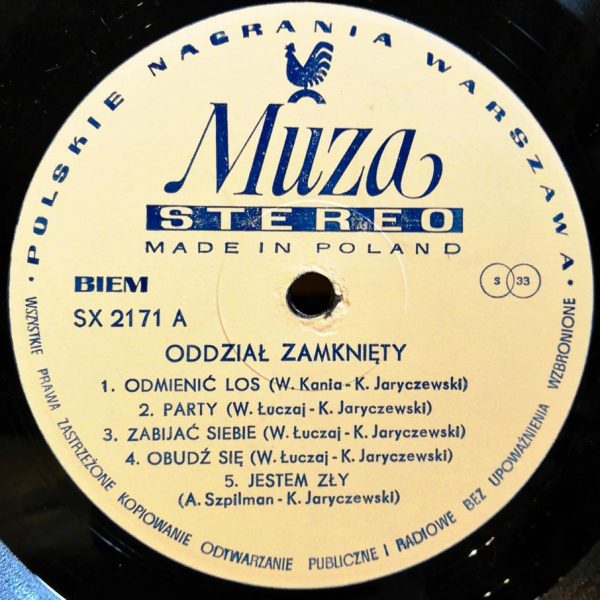 POLSKIE NAGRANIA WARSZAWA
Muza
STEREO
MADE IN POLAND
BIEM
S 33
SX 2171 A
ODDZIAŁ ZAMKNIĘTY
1. ODMIENIĆ LOS (W. Kania - K. Jaryczewski)
2. PARTY (W. Łuczaj - K. Jaryczewski)
3. ZABIJAĆ SIEBIE (W. Łuczaj - K. Jaryczewski)
4. OBUDŹ SIĘ (W. Łuczaj - K. Jaryczewski)
5. JESTEM ZŁY
(A. Szpilman - K. Jaryczewski)
WSZYSTKIE PRAWA ZASTRZEŻONE KOPIOWANIE ODTWARZANIE PUBLICZNE I RADIOWE BEZ UPOWAŻNIENIA WZBRONIONE